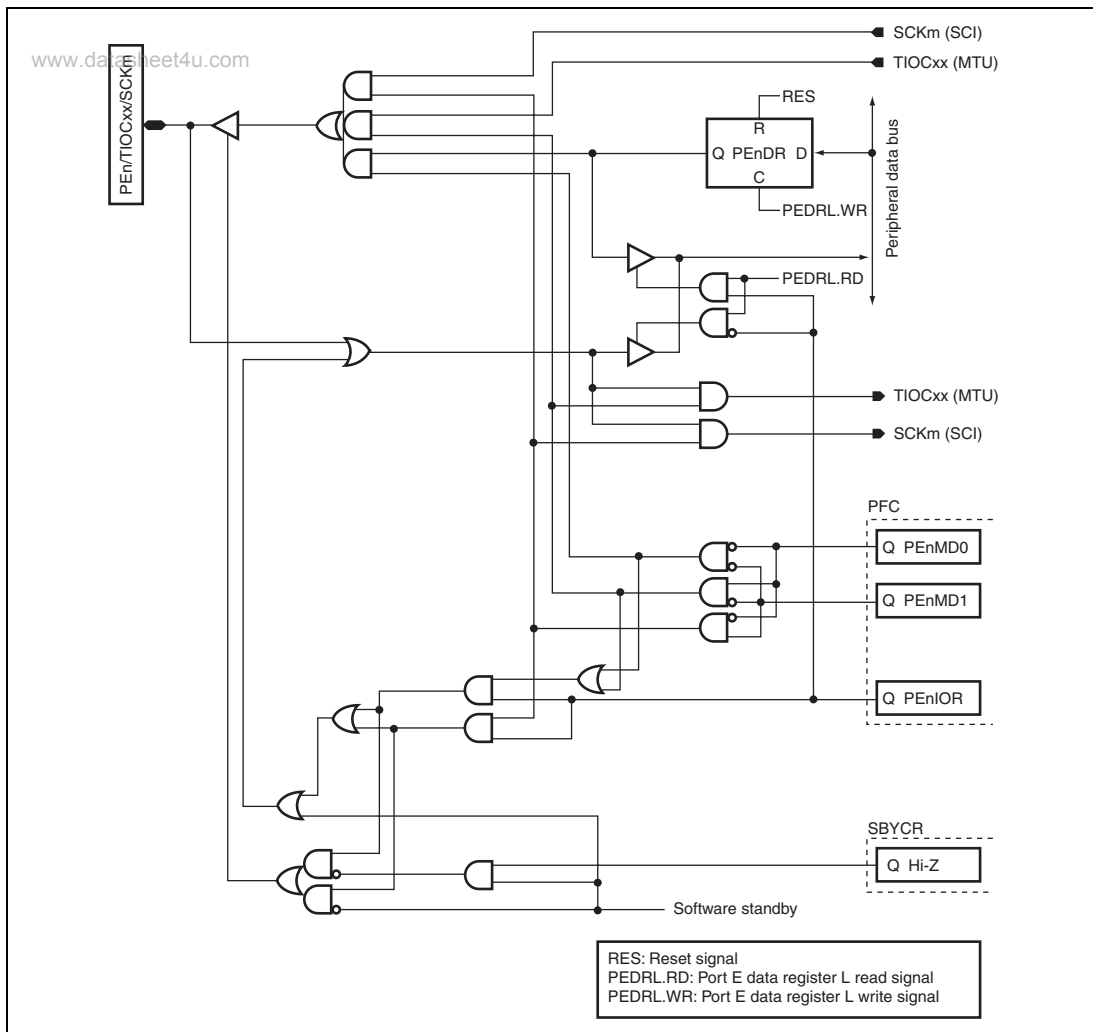 www.datasheet4u.com
PEn/TIOCxx/SCKm
SCKm (SCI)
TIOCxx (MTU)
RES
R
Q PEnDR D
C
PEDRL.WR
Peripheral data bus
PEDRL.RD
TIOCxx (MTU)
SCKm (SCI)
PFC
Q PEnMD0
Q PEnMD1
Q PEnIOR
SBYCR
Q Hi-Z
Software standby
RES: Reset signal
PEDRL.RD: Port E data register L read signal
PEDRL.WR: Port E data register L write signal